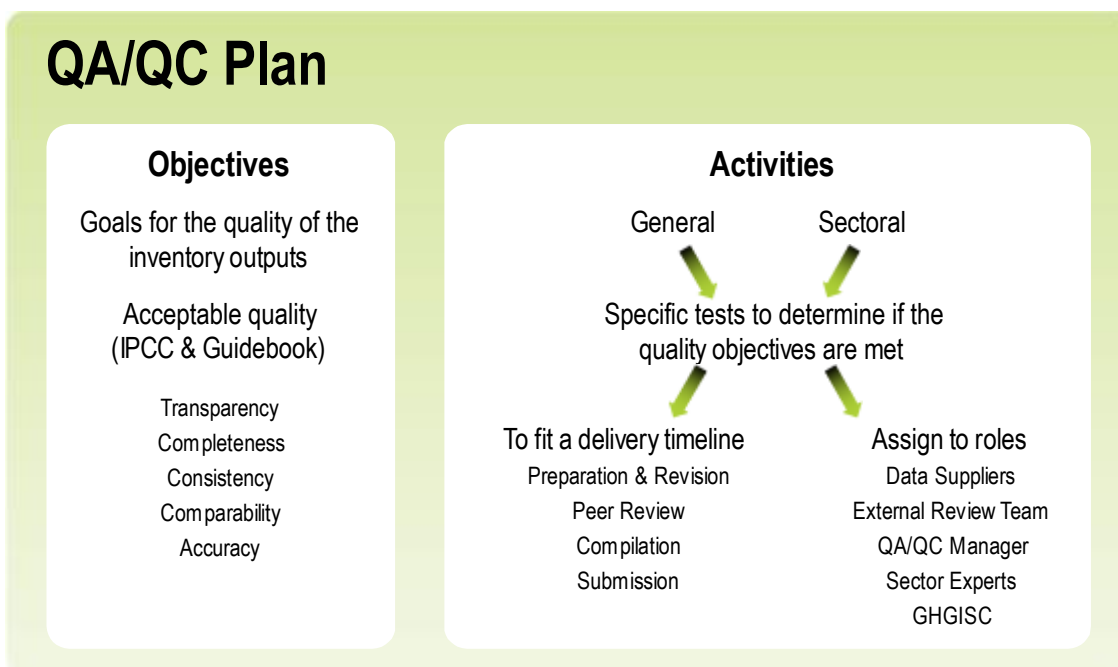 QA/QC Plan
Objectives
Goals for the quality of the
inventory outputs
Acceptable quality
(IPCC & Guidebook)
Transparency
Completeness
Consistency
Comparability
Accuracy
Activities
General
Sectoral
Specific tests to determine if the
quality objectives are met
To fit a delivery timeline
Preparation & Revision
Peer Review
Compilation
Submission
Assign to roles
Data Suppliers
External Review Team
QA/QC Manager
Sector Experts
GHGISC